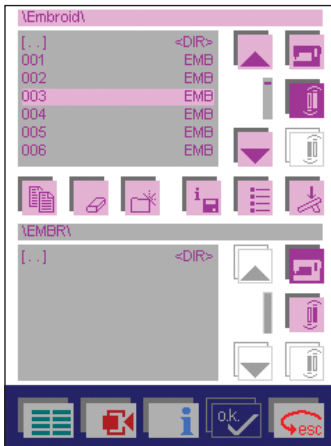 \Embroid\
[..] <DIR>
001 EMB
002 EMB
003 EMB
004 EMB
005 EMB
006 EMB
i
\EMBR\
[..] <DIR>
i o.k. esc